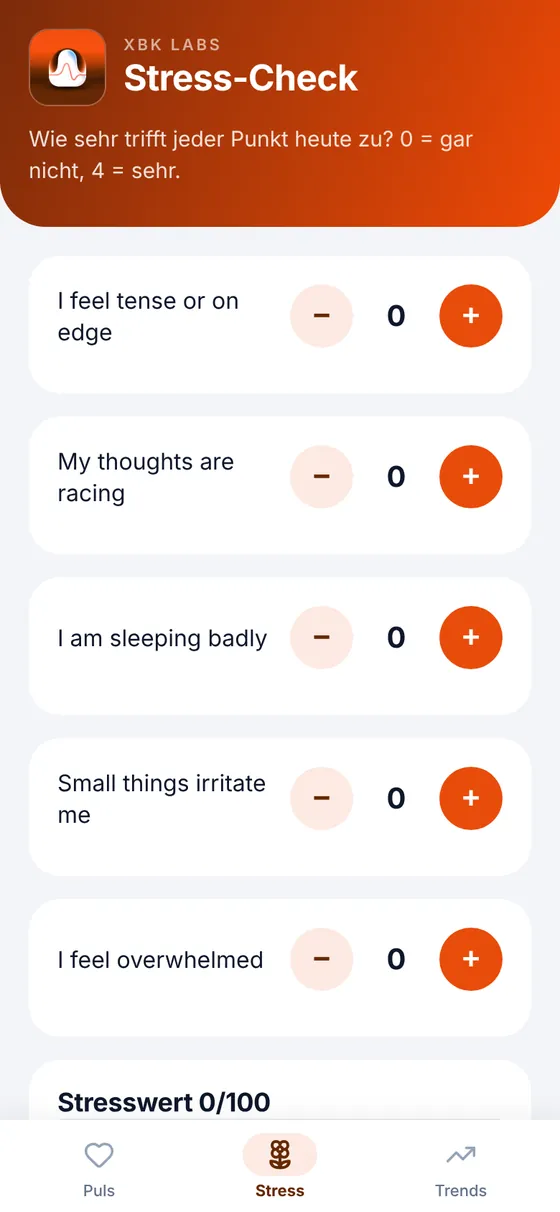 XBK LABS
Stress-Check
Wie sehr trifft jeder Punkt heute zu? 0 = gar
nicht, 4 = sehr.
I feel tense or on
edge
− 0 +
My thoughts are
racing
− 0 +
I am sleeping badly − 0 +
Small things irritate
me
− 0 +
I feel overwhelmed − 0 +
Stresswert 0/100
Puls Stress Trends